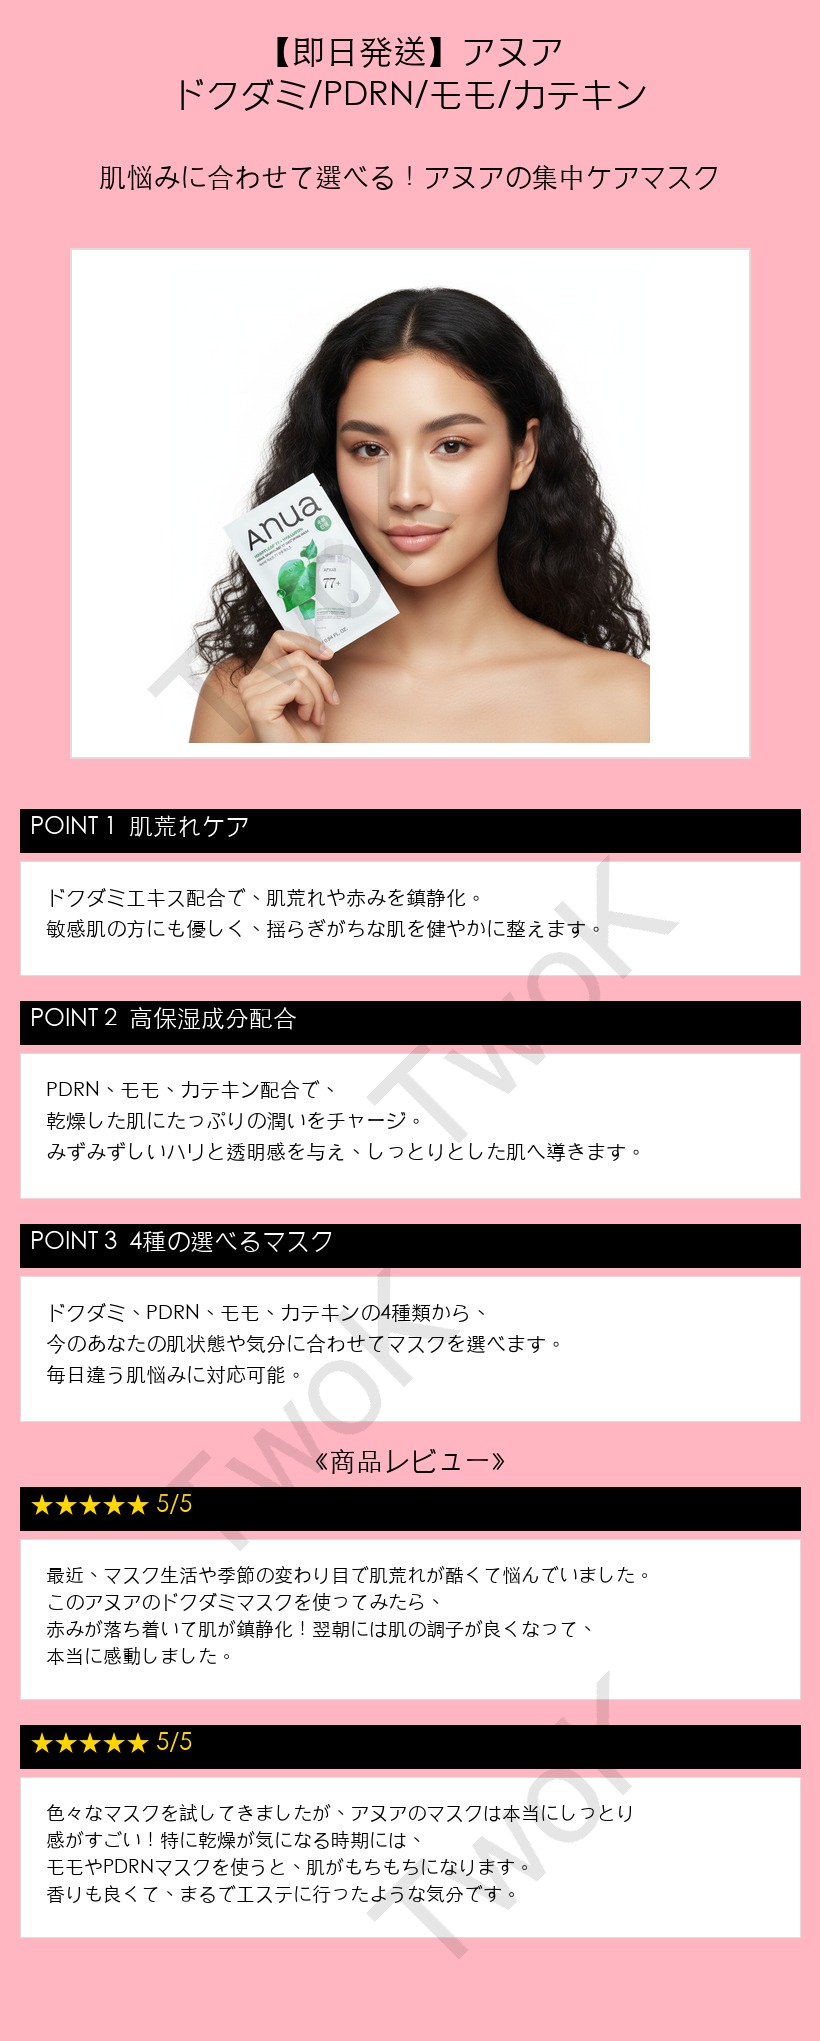 【即日発送】アヌア
ドクダミ/PDRN/モモ/カテキン
肌悩みに合わせて選べる！アヌアの集中ケアマスク
Anua
77+
TwoK
POINT 1 肌荒れケア
ドクダミエキス配合で、肌荒れや赤みを鎮静化。
敏感肌の方にも優しく、揺らぎがちな肌を健やかに整えます。
TwoK
POINT 2 高保湿成分配合
PDRN、モモ、カテキン配合で、
乾燥した肌にたっぷりの潤いをチャージ。
みずみずしいハリと透明感を与え、しっとりとした肌へ導きます。
POINT 3 4種の選べるマスク
ドクダミ、PDRN、モモ、カテキンの4種類から、
今のあなたの肌状態や気分に合わせてマスクを選べます。
毎日違う肌悩みに対応可能。
TwoK
《商品レビュー》
★★★★★ 5/5
最近、マスク生活や季節の変わり目で肌荒れが酷くて悩んでいました。
このアヌアのドクダミマスクを使ってみたら、
赤みが落ち着いて肌が鎮静化！翌朝には肌の調子が良くなって、
本当に感動しました。
★★★★★ 5/5
色々なマスクを試してきましたが、アヌアのマスクは本当にしっとり
感がすごい！特に乾燥が気になる時期には、
モモやPDRNマスクを使うと、肌がもちもちになります。
香りも良くて、まるでエステに行ったような気分です。
TwoK